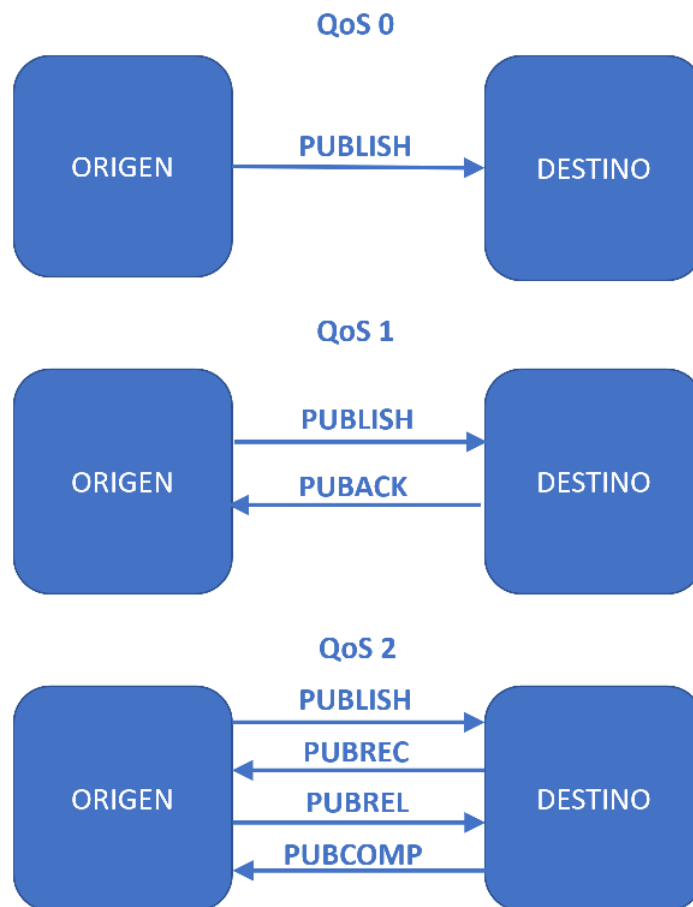 QoS 0
ORIGEN
PUBLISH
DESTINO
QoS 1
ORIGEN
PUBLISH
PUBACK
DESTINO
QoS 2
ORIGEN
PUBLISH
PUBREC
PUBREL
PUBCOMP
DESTINO